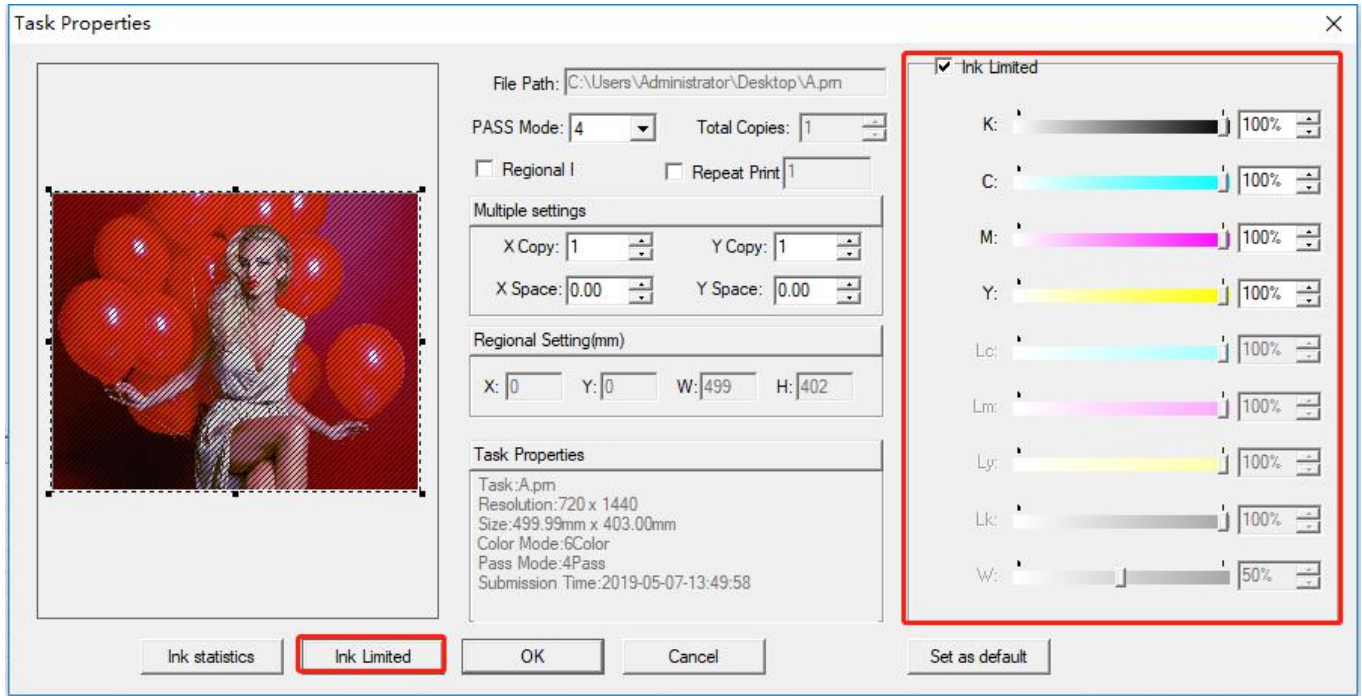 Task Properties
File Path: C:\Users\Administrator\Desktop\A.prn
PASS Mode: 4 Total Copies: 1
Regional I Repeat Print 1
Multiple settings
X Copy: 1 Y Copy: 1
X Space: 0.00 Y Space: 0.00
Regional Setting(mm)
X: 0 Y: 0 W: 499 H: 402
Task Properties
Task:A.prn
Resolution:720 x 1440
Size:499.99mm x 403.00mm
Color Mode:6Color
Pass Mode:4Pass
Submission Time:2019-05-07-13:49:58
Ink Limited
K: 100%
C: 100%
M: 100%
Y: 100%
Lc: 100%
Lm: 100%
Ly: 100%
Lk: 100%
W: 50%
Ink statistics Ink Limited OK Cancel Set as default